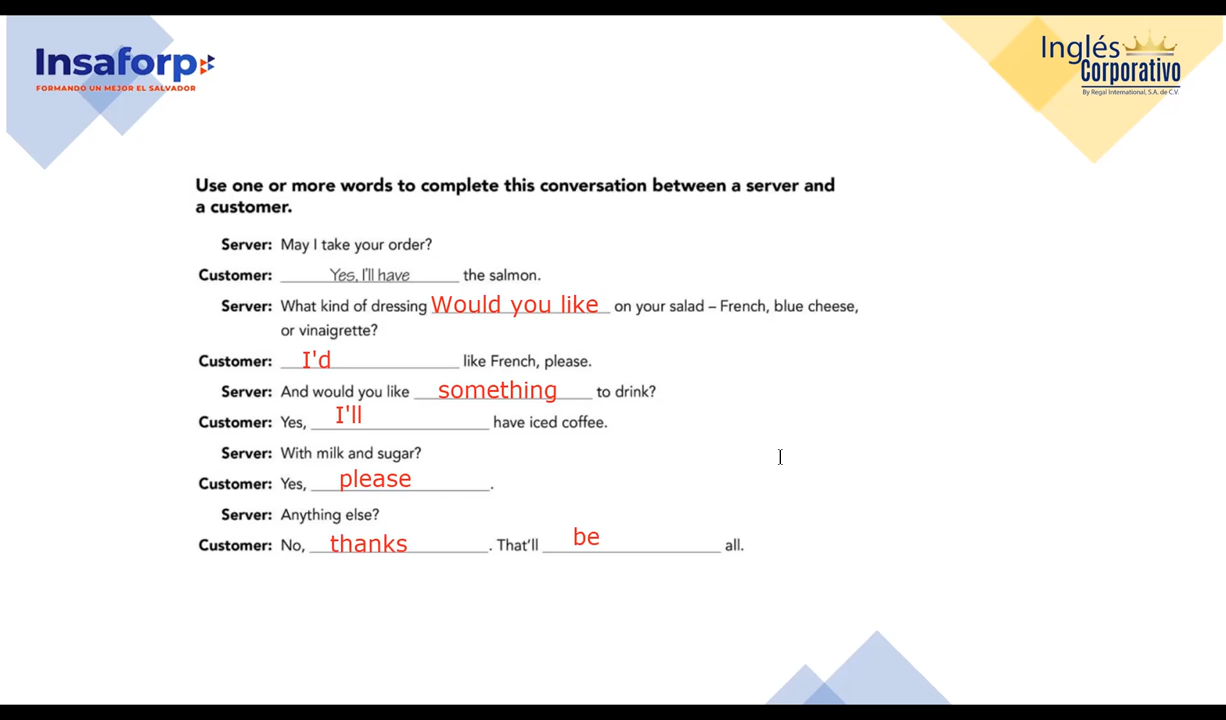 Insaforp
FORMANDO UN MEJOR EL SALVADOR
Inglés
Corporativo
By Regal International, S.A. de C.V.
Use one or more words to complete this conversation between a server and
a customer.
Server: May I take your order?
Customer: Yes, I'll have the salmon.
Server: What kind of dressing Would you like on your salad – French, blue cheese,
or vinaigrette?
Customer: I'd like French, please.
Server: And would you like something to drink?
Customer: Yes, I'll have iced coffee.
Server: With milk and sugar?
Customer: Yes, please.
Server: Anything else?
Customer: No, thanks. That'll be all.